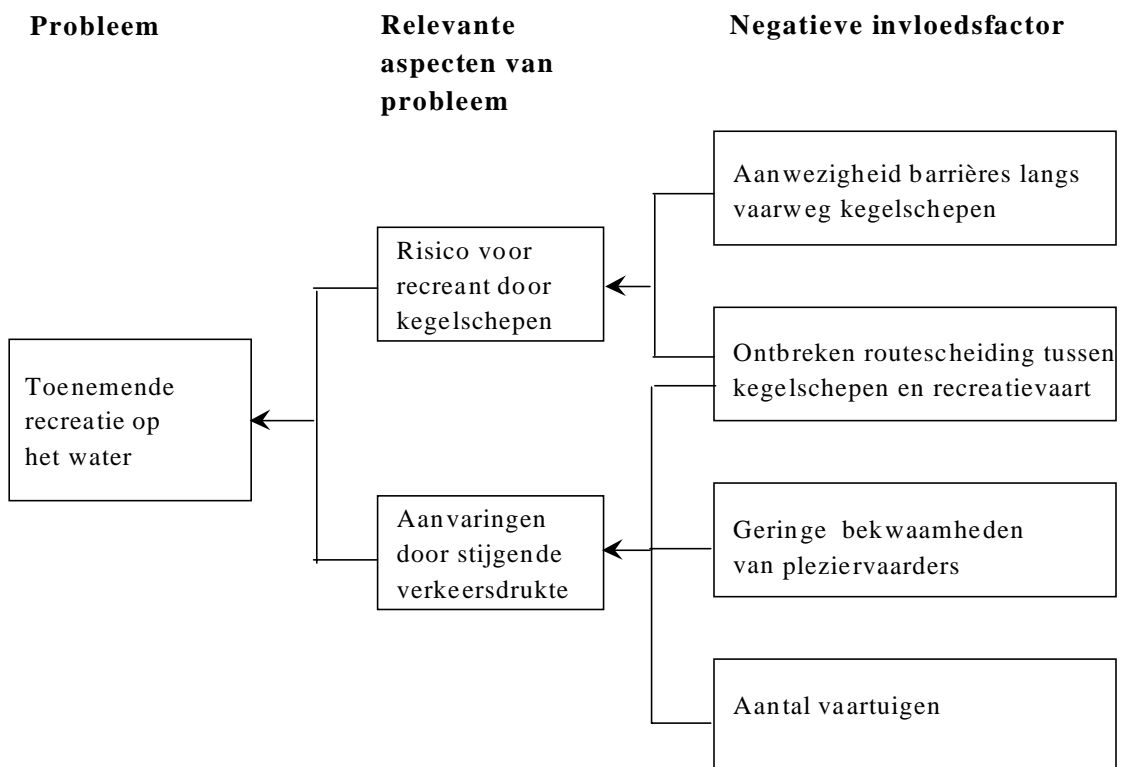 Probleem
Relevante
aspecten van
probleem
Negatieve invloedsfactor
Toenemende
recreatie op
het water
Risico voor
recreant door
kegelschepen
Aanvaringen
door stijgende
verkeersdrukte
Aanwezigheid barrières langs
vaarweg kegelschepen
Ontbreken routescheiding tussen
kegelschepen en recreatievaart
Geringe bekwaamheden
van pleziervaarders
Aantal vaartuigen